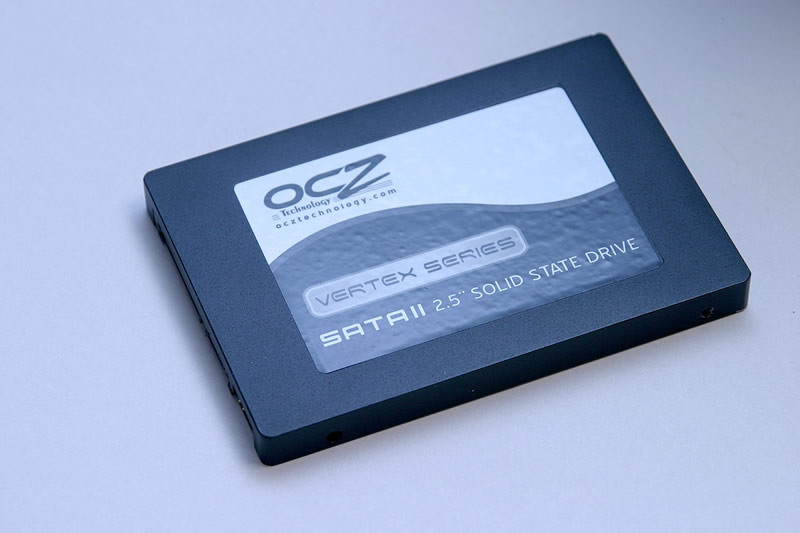 OCZ
Technology
ocztechnology.com
VERTEX SERIES
SATAII 2.5" SOLID STATE DRIVE